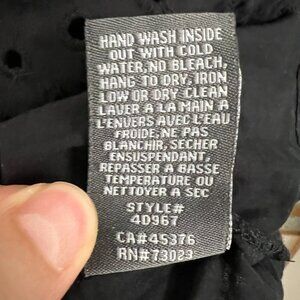 HAND WASH INSIDE
OUT WITH COLD
WATER, NO BLEACH,
HANG TO DRY, IRON
LOW OR DRY CLEAN
LAVER A LA MAIN A
L'ENVERS AVEC L'EAU
FROIDE, NE PAS
BLANCHIR, SECHER
ENSUSPENDANT,
REPASSER A BASSE
TEMPERATURE OU
NETTOYER A SEC
STYLE#
4D967
CA#45376
RN#73029